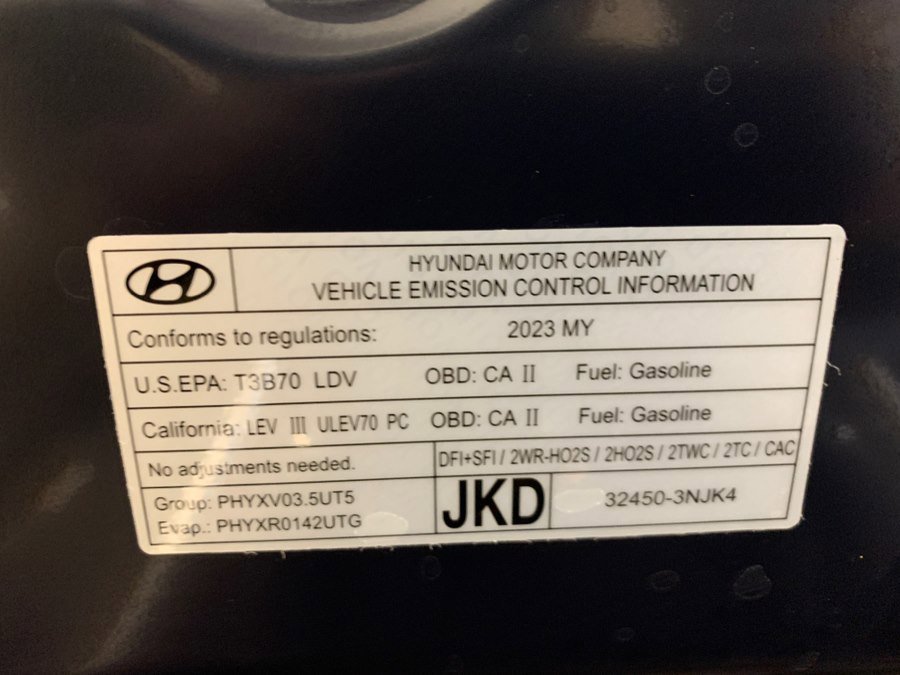 HYUNDAI MOTOR COMPANY
VEHICLE EMISSION CONTROL INFORMATION
Conforms to regulations: 2023 MY
U.S.EPA: T3B70 LDV OBD: CA II Fuel: Gasoline
California: LEV III ULEV70 PC OBD: CA II Fuel: Gasoline
No adjustments needed. DFI+SFI / 2WR-HO2S / 2HO2S / 2TWC / 2TC / CAC
Group: PHYXV03.5UT5
Evap.: PHYXR0142UTG
JKD
32450-3NJK4